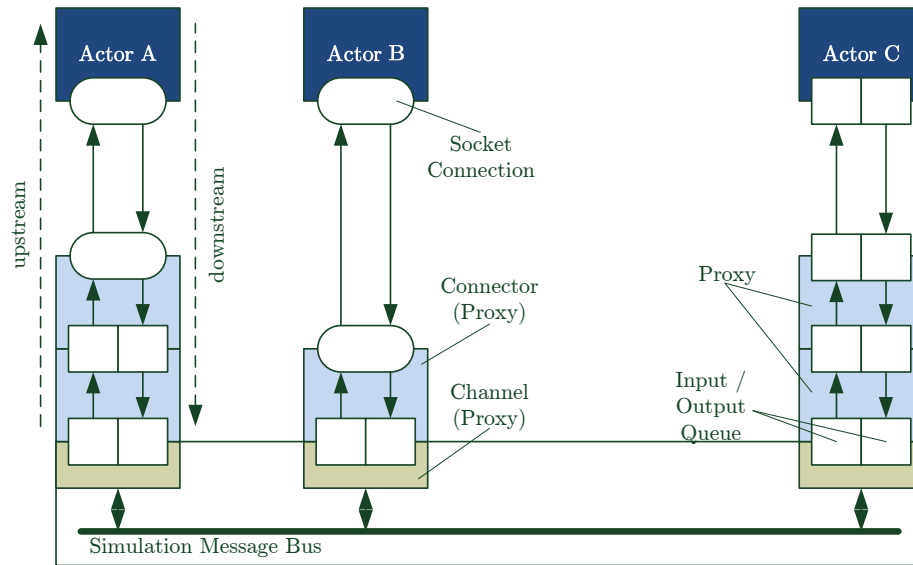 Actor A
Actor B
Actor C
Socket
Connection
upstream
downstream
Connector
(Proxy)
Proxy
Channel
(Proxy)
Input /
Output
Queue
Simulation Message Bus